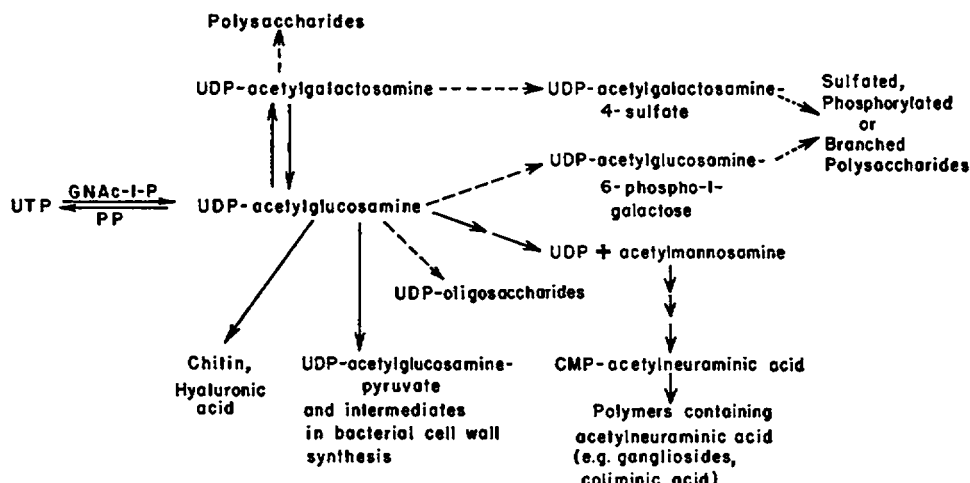 Polysaccharides
UDP-acetylgalactosamine
UDP-acetylgalactosamine-
4-sulfate
Sulfated,
Phosphorylated
or
Branched
Polysaccharides
UDP-acetylglucosamine-
6-phospho-1-
galactose
UTP
GNAc-1-P
PP
UDP-acetylglucosamine
UDP + acetylmannosamine
UDP-oligosaccharides
Chitin,
Hyaluronic
acid
UDP-acetylglucosamine-
pyruvate
and intermediates
in bacterial cell wall
synthesis
CMP-acetylneuraminic acid
Polymers containing
acetylneuraminic acid
(e.g. gangliosides,
coliminic acid)